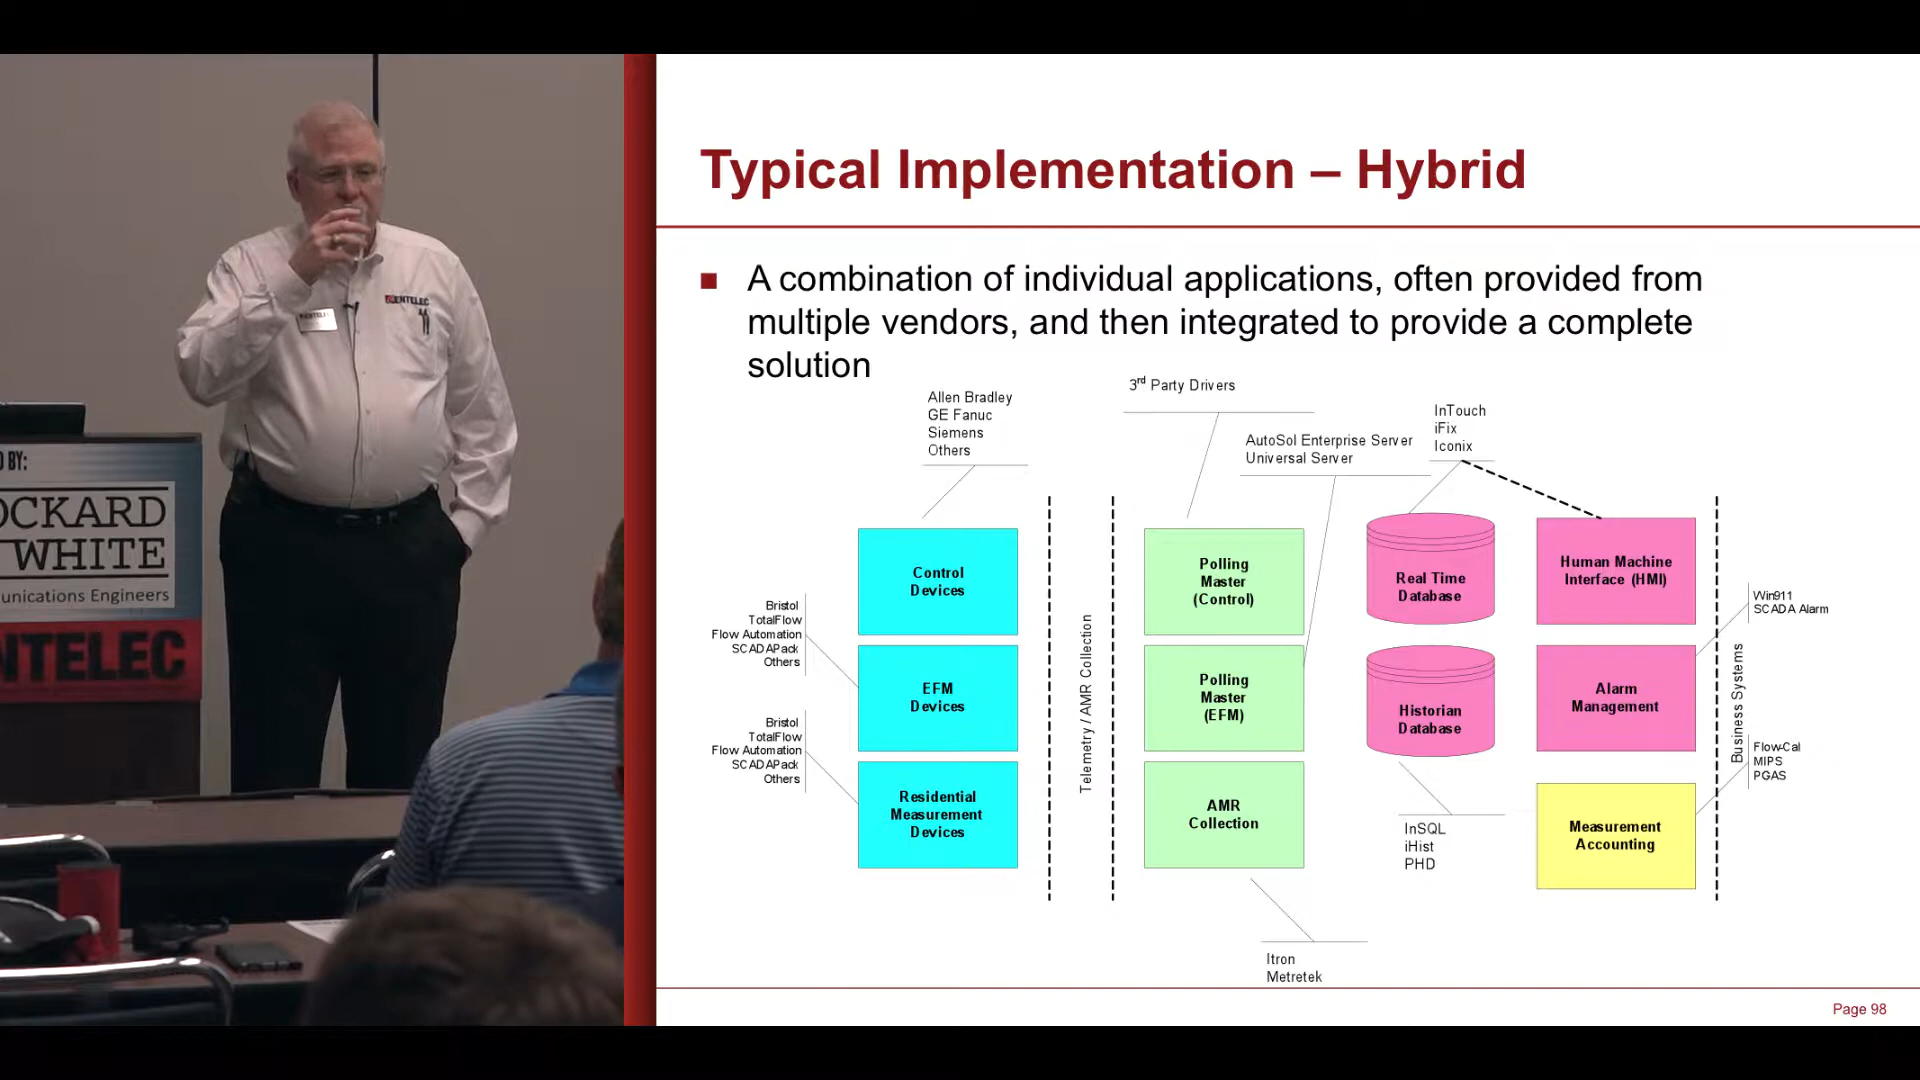 ENTELEC
D BY:
OCKARD
WHITE
unications Engineers
NTELEC
Typical Implementation – Hybrid
A combination of individual applications, often provided from
multiple vendors, and then integrated to provide a complete
solution
Allen Bradley
GE Fanuc
Siemens
Others
3rd Party Drivers
AutoSol Enterprise Server
Universal Server
InTouch
iFix
Iconix
Control
Devices
Polling
Master
(Control)
Real Time
Database
Human Machine
Interface (HMI)
Win911
SCADA Alarm
Bristol
TotalFlow
Flow Automation
SCADAPack
Others
EFM
Devices
Telemetry / AMR Collection
Polling
Master
(EFM)
Historian
Database
Alarm
Management
Business Systems
Bristol
TotalFlow
Flow Automation
SCADAPack
Others
Residential
Measurement
Devices
AMR
Collection
InSQL
iHist
PHD
Measurement
Accounting
Flow-Cal
MIPS
PGAS
Itron
Metretek
Page 98